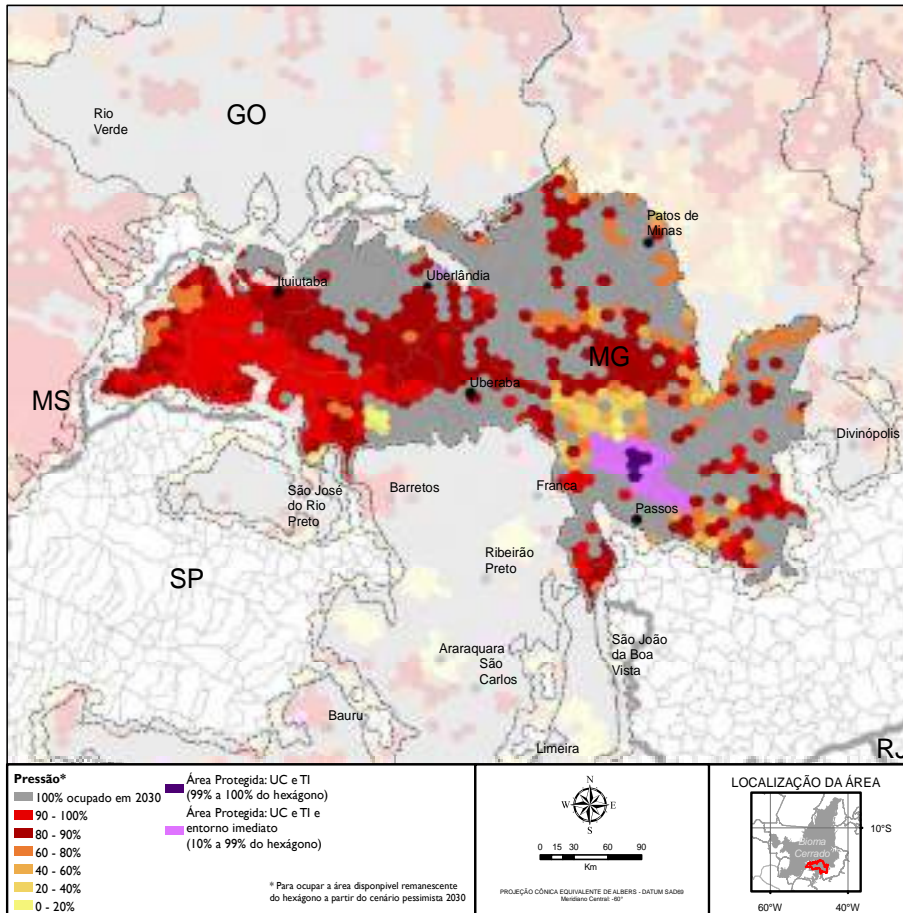 GO
Rio
Verde
Patos de
Minas
Ituiutaba
Uberlândia
MG
MS
Uberaba
Divinópolis
São José
do Rio
Preto
Barretos
Franca
Passos
SP
Ribeirão
Preto
São João
da Boa
Vista
Araraquara
São
Carlos
Bauru
Limeira
RJ
Pressão*
100% ocupado em 2030
90 - 100%
80 - 90%
60 - 80%
40 - 60%
20 - 40%
0 - 20%
Área Protegida: UC e TI
(99% a 100% do hexágono)
Área Protegida: UC e TI e
entorno imediato
(10% a 99% do hexágono)
* Para ocupar a área disponpivel remanescente
do hexágono a partir do cenário pessimista 2030
N
W E
S
0 15 30 60 90
Km
PROJEÇÃO CÔNICA EQUIVALENTE DE ALBERS - DATUM SAD69
Meridiano Central: -60°
LOCALIZAÇÃO DA ÁREA
10°S
Bioma
Cerrado
60°W 40°W